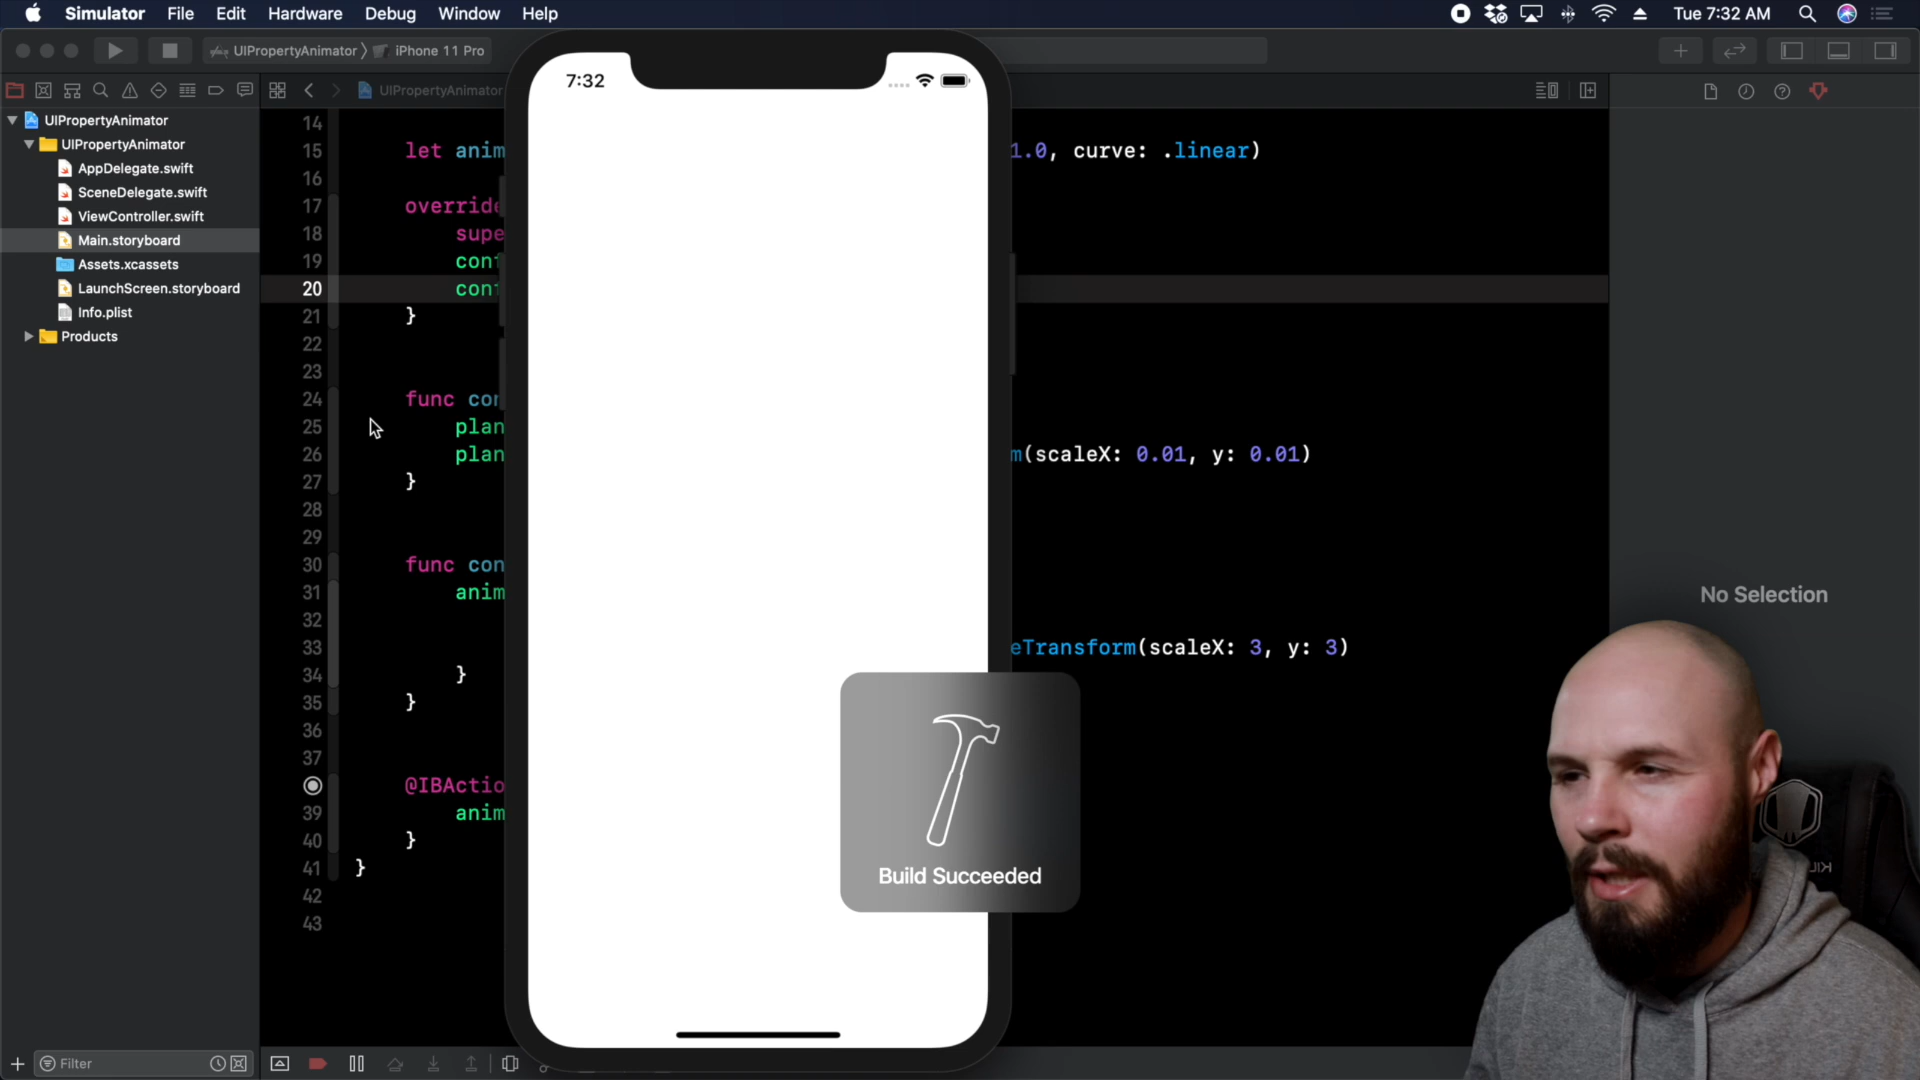 Simulator File Edit Hardware Debug Window Help
Tue 7:32 AM
UIPropertyAnimator
iPhone 11 Pro
UIPropertyAnimator
7:32
UIPropertyAnimator
UIPropertyAnimator
AppDelegate.swift
SceneDelegate.swift
ViewController.swift
Main.storyboard
Assets.xcassets
LaunchScreen.storyboard
Info.plist
Products
Filter
14
15 let anim 1.0, curve: .linear)
16
17 override
18 supe
19 conf
20 conf
21 }
22
23
24 func con
25 plan
26 plan m(scaleX: 0.01, y: 0.01)
27 }
28
29
30 func con
31 anim
32
33 eTransform(scaleX: 3, y: 3)
34 }
35 }
36
37
@IBActio
39 anim
40 }
41 }
42
43
Build Succeeded
No Selection